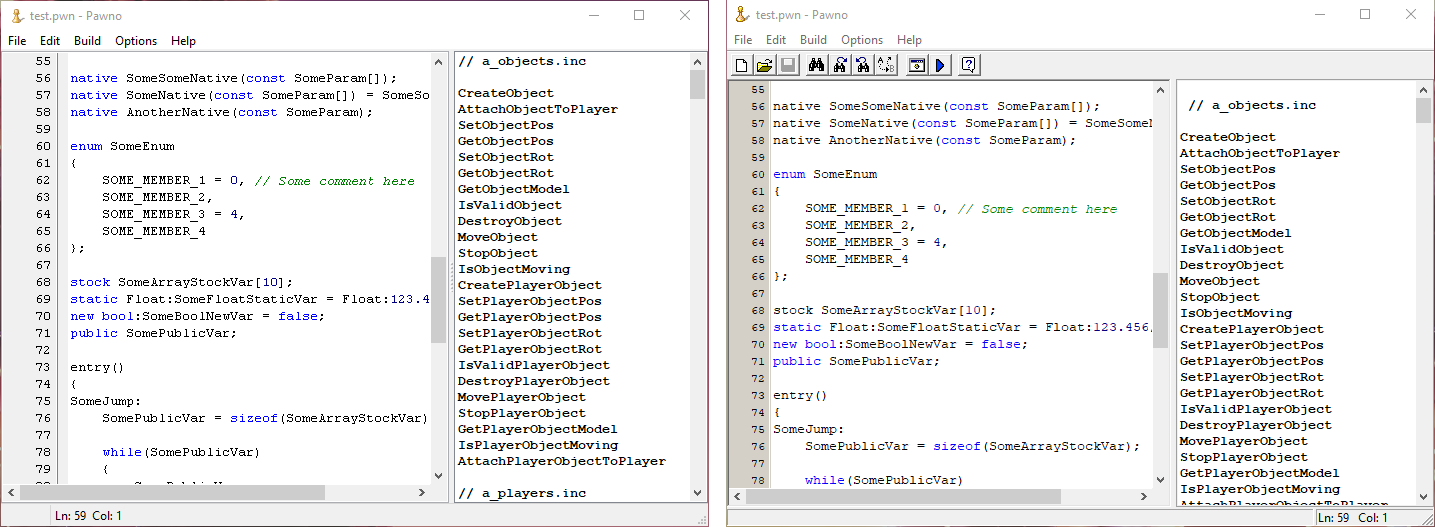 test.pwn - Pawno
File Edit Build Options Help
55
56 native SomeSomeNative(const SomeParam[]);
57 native SomeNative(const SomeParam[]) = SomeSo
58 native AnotherNative(const SomeParam);
59
60 enum SomeEnum
61 {
62 SOME_MEMBER_1 = 0, // Some comment here
63 SOME_MEMBER_2,
64 SOME_MEMBER_3 = 4,
65 SOME_MEMBER_4
66 };
67
68 stock SomeArrayStockVar[10];
69 static Float:SomeFloatStaticVar = Float:123.4
70 new bool:SomeBoolNewVar = false;
71 public SomePublicVar;
72
73 entry()
74 {
75 SomeJump:
76 SomePublicVar = sizeof(SomeArrayStockVar)
77
78 while(SomePublicVar)
79 {
// a_objects.inc
CreateObject
AttachObjectToPlayer
SetObjectPos
GetObjectPos
SetObjectRot
GetObjectRot
GetObjectModel
IsValidObject
DestroyObject
MoveObject
StopObject
IsObjectMoving
CreatePlayerObject
SetPlayerObjectPos
GetPlayerObjectPos
SetPlayerObjectRot
GetPlayerObjectRot
IsValidPlayerObject
DestroyPlayerObject
MovePlayerObject
StopPlayerObject
GetPlayerObjectModel
IsPlayerObjectMoving
AttachPlayerObjectToPlayer
// a_players.inc
Ln: 59 Col: 1
test.pwn - Pawno
File Edit Build Options Help
55
56 native SomeSomeNative(const SomeParam[]);
57 native SomeNative(const SomeParam[]) = SomeSomeN
58 native AnotherNative(const SomeParam);
59
60 enum SomeEnum
61 {
62 SOME_MEMBER_1 = 0, // Some comment here
63 SOME_MEMBER_2,
64 SOME_MEMBER_3 = 4,
65 SOME_MEMBER_4
66 };
67
68 stock SomeArrayStockVar[10];
69 static Float:SomeFloatStaticVar = Float:123.456,
70 new bool:SomeBoolNewVar = false;
71 public SomePublicVar;
72
73 entry()
74 {
75 SomeJump:
76 SomePublicVar = sizeof(SomeArrayStockVar);
77
78 while(SomePublicVar)
// a_objects.inc
CreateObject
AttachObjectToPlayer
SetObjectPos
GetObjectPos
SetObjectRot
GetObjectRot
GetObjectModel
IsValidObject
DestroyObject
MoveObject
StopObject
IsObjectMoving
CreatePlayerObject
SetPlayerObjectPos
GetPlayerObjectPos
SetPlayerObjectRot
GetPlayerObjectRot
IsValidPlayerObject
DestroyPlayerObject
MovePlayerObject
StopPlayerObject
GetPlayerObjectModel
IsPlayerObjectMoving
AttachPlayerObjectToPlayer
Ln: 59 Col: 1